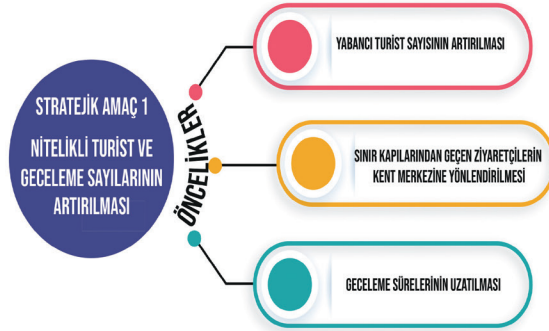 STRATEJİK AMAÇ 1
NİTELİKLİ TURİST VE
GECELEME SAYILARININ
ARTIRILMASI
ÖNCELİKLER
YABANCI TURİST SAYISININ ARTIRILMASI
SINIR KAPILARINDAN GEÇEN ZİYARETÇİLERİN
KENT MERKEZİNE YÖNLENDİRİLMESİ
GECELEME SÜRELERİNİN UZATILMASI